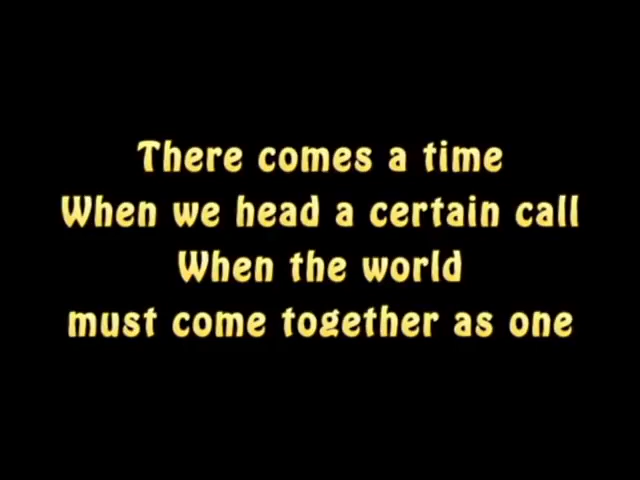 There comes a time
When we head a certain call
When the world
must come together as one